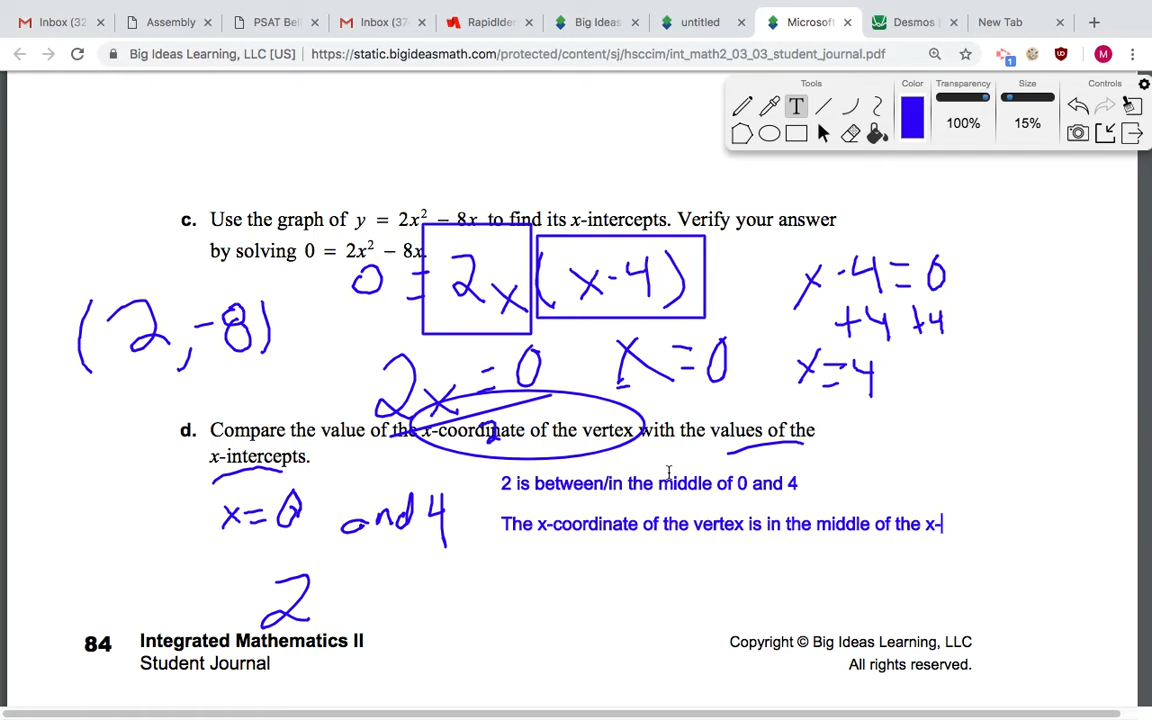 Inbox (32
Assembly
PSAT Bel
Inbox (37
RapidIder
Big Ideas
untitled
Microsoft
Desmos
New Tab
Big Ideas Learning, LLC [US]
https://static.bigideasmath.com/protected/content/sj/hsccim/int_math2_03_03_student_journal.pdf
1
M
Tools
Color
Transparency
Size
Controls
T
100%
15%
c. Use the graph of y = 2x² − 8x to find its x-intercepts. Verify your answer
by solving 0 = 2x² − 8x
0 = 2x (x-4)
x-4=0
+4 +4
x=4
(2, -8)
2x = 0
2
x = 0
d. Compare the value of the x-coordinate of the vertex with the values of the
x-intercepts.
2 is between/in the middle of 0 and 4
x=0 and 4
The x-coordinate of the vertex is in the middle of the x-
2
84 Integrated Mathematics II
Student Journal
Copyright © Big Ideas Learning, LLC
All rights reserved.